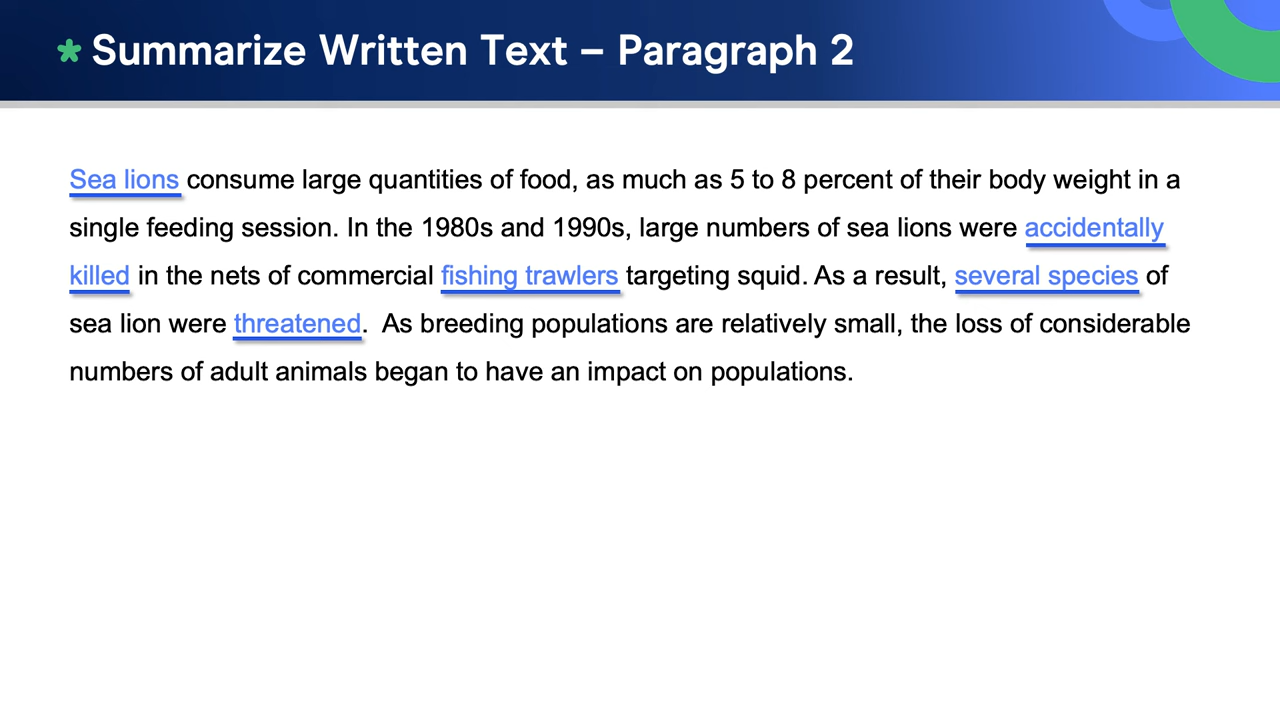 Summarize Written Text – Paragraph 2
Sea lions consume large quantities of food, as much as 5 to 8 percent of their body weight in a
single feeding session. In the 1980s and 1990s, large numbers of sea lions were accidentally
killed in the nets of commercial fishing trawlers targeting squid. As a result, several species of
sea lion were threatened.  As breeding populations are relatively small, the loss of considerable
numbers of adult animals began to have an impact on populations.